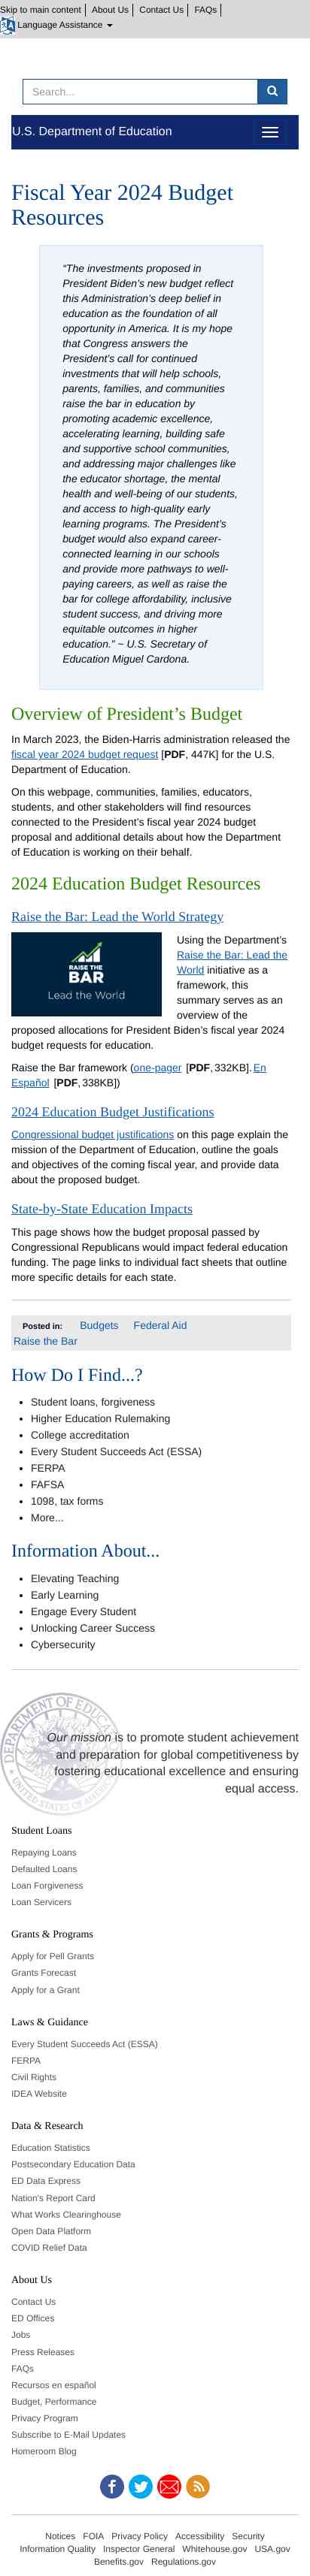 Skip to main content | About Us | Contact Us | FAQs |
Language Assistance
Search...
U.S. Department of Education
Fiscal Year 2024 Budget
Resources
“The investments proposed in
President Biden’s new budget reflect
this Administration’s deep belief in
education as the foundation of all
opportunity in America. It is my hope
that Congress answers the
President’s call for continued
investments that will help schools,
parents, families, and communities
raise the bar in education by
promoting academic excellence,
accelerating learning, building safe
and supportive school communities,
and addressing major challenges like
the educator shortage, the mental
health and well-being of our students,
and access to high-quality early
learning programs. The President’s
budget would also expand career-
connected learning in our schools
and provide more pathways to well-
paying careers, as well as raise the
bar for college affordability, inclusive
student success, and driving more
equitable outcomes in higher
education.” ~ U.S. Secretary of
Education Miguel Cardona.
Overview of President’s Budget
In March 2023, the Biden-Harris administration released the
fiscal year 2024 budget request [PDF, 447K] for the U.S.
Department of Education.
On this webpage, communities, families, educators,
students, and other stakeholders will find resources
connected to the President’s fiscal year 2024 budget
proposal and additional details about how the Department
of Education is working on their behalf.
2024 Education Budget Resources
Raise the Bar: Lead the World Strategy
RAISE
THE BAR
Lead the World
Using the Department’s
Raise the Bar: Lead the
World initiative as a
framework, this
summary serves as an
overview of the
proposed allocations for President Biden’s fiscal year 2024
budget requests for education.
Raise the Bar framework (one-pager [PDF, 332KB]. En
Español [PDF, 338KB])
2024 Education Budget Justifications
Congressional budget justifications on this page explain the
mission of the Department of Education, outline the goals
and objectives of the coming fiscal year, and provide data
about the proposed budget.
State-by-State Education Impacts
This page shows how the budget proposal passed by
Congressional Republicans would impact federal education
funding. The page links to individual fact sheets that outline
more specific details for each state.
Posted in: Budgets Federal Aid
Raise the Bar
How Do I Find...?
Student loans, forgiveness
Higher Education Rulemaking
College accreditation
Every Student Succeeds Act (ESSA)
FERPA
FAFSA
1098, tax forms
More...
Information About...
Elevating Teaching
Early Learning
Engage Every Student
Unlocking Career Success
Cybersecurity
Our mission is to promote student achievement
and preparation for global competitiveness by
fostering educational excellence and ensuring
equal access.
Student Loans
Repaying Loans
Defaulted Loans
Loan Forgiveness
Loan Servicers
Grants & Programs
Apply for Pell Grants
Grants Forecast
Apply for a Grant
Laws & Guidance
Every Student Succeeds Act (ESSA)
FERPA
Civil Rights
IDEA Website
Data & Research
Education Statistics
Postsecondary Education Data
ED Data Express
Nation's Report Card
What Works Clearinghouse
Open Data Platform
COVID Relief Data
About Us
Contact Us
ED Offices
Jobs
Press Releases
FAQs
Recursos en español
Budget, Performance
Privacy Program
Subscribe to E-Mail Updates
Homeroom Blog
Notices FOIA Privacy Policy Accessibility Security
Information Quality Inspector General Whitehouse.gov USA.gov
Benefits.gov Regulations.gov